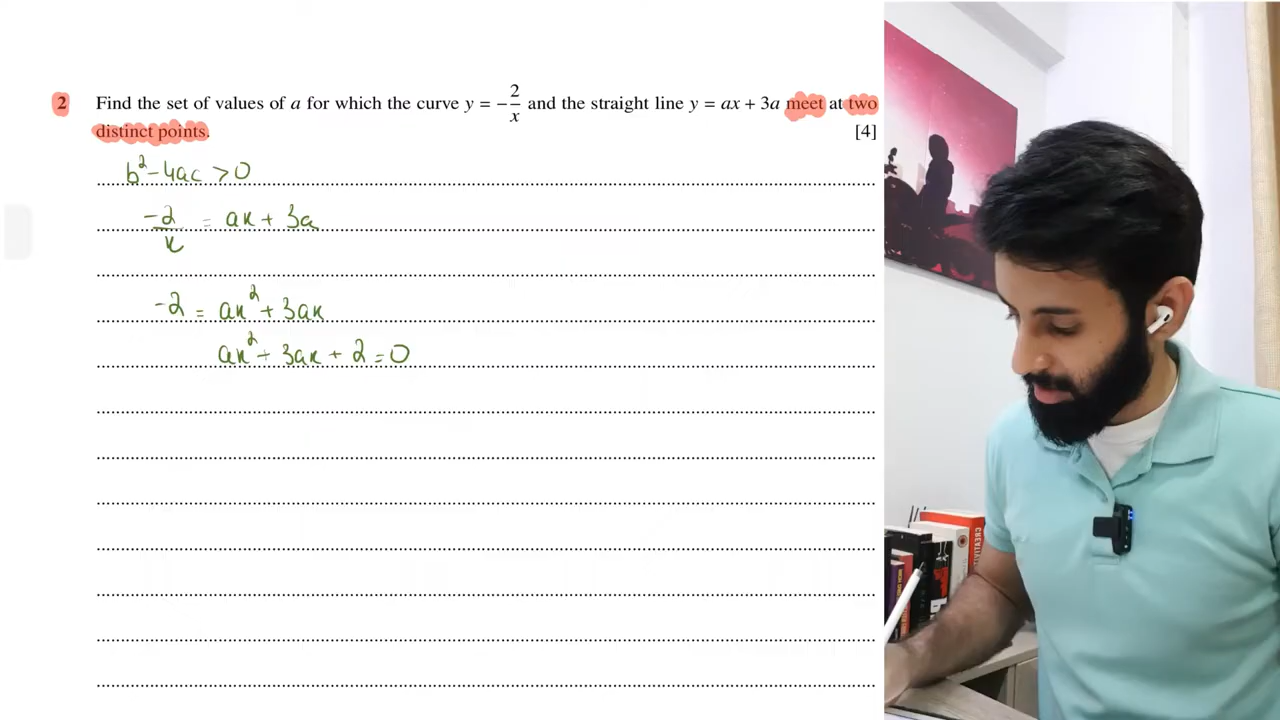 2 Find the set of values of a for which the curve y = −2/x and the straight line y = ax + 3a meet at two
distinct points. [4]
b² − 4ac > 0
−2/x = ax + 3a
−2 = ax² + 3ax
ax² + 3ax + 2 = 0